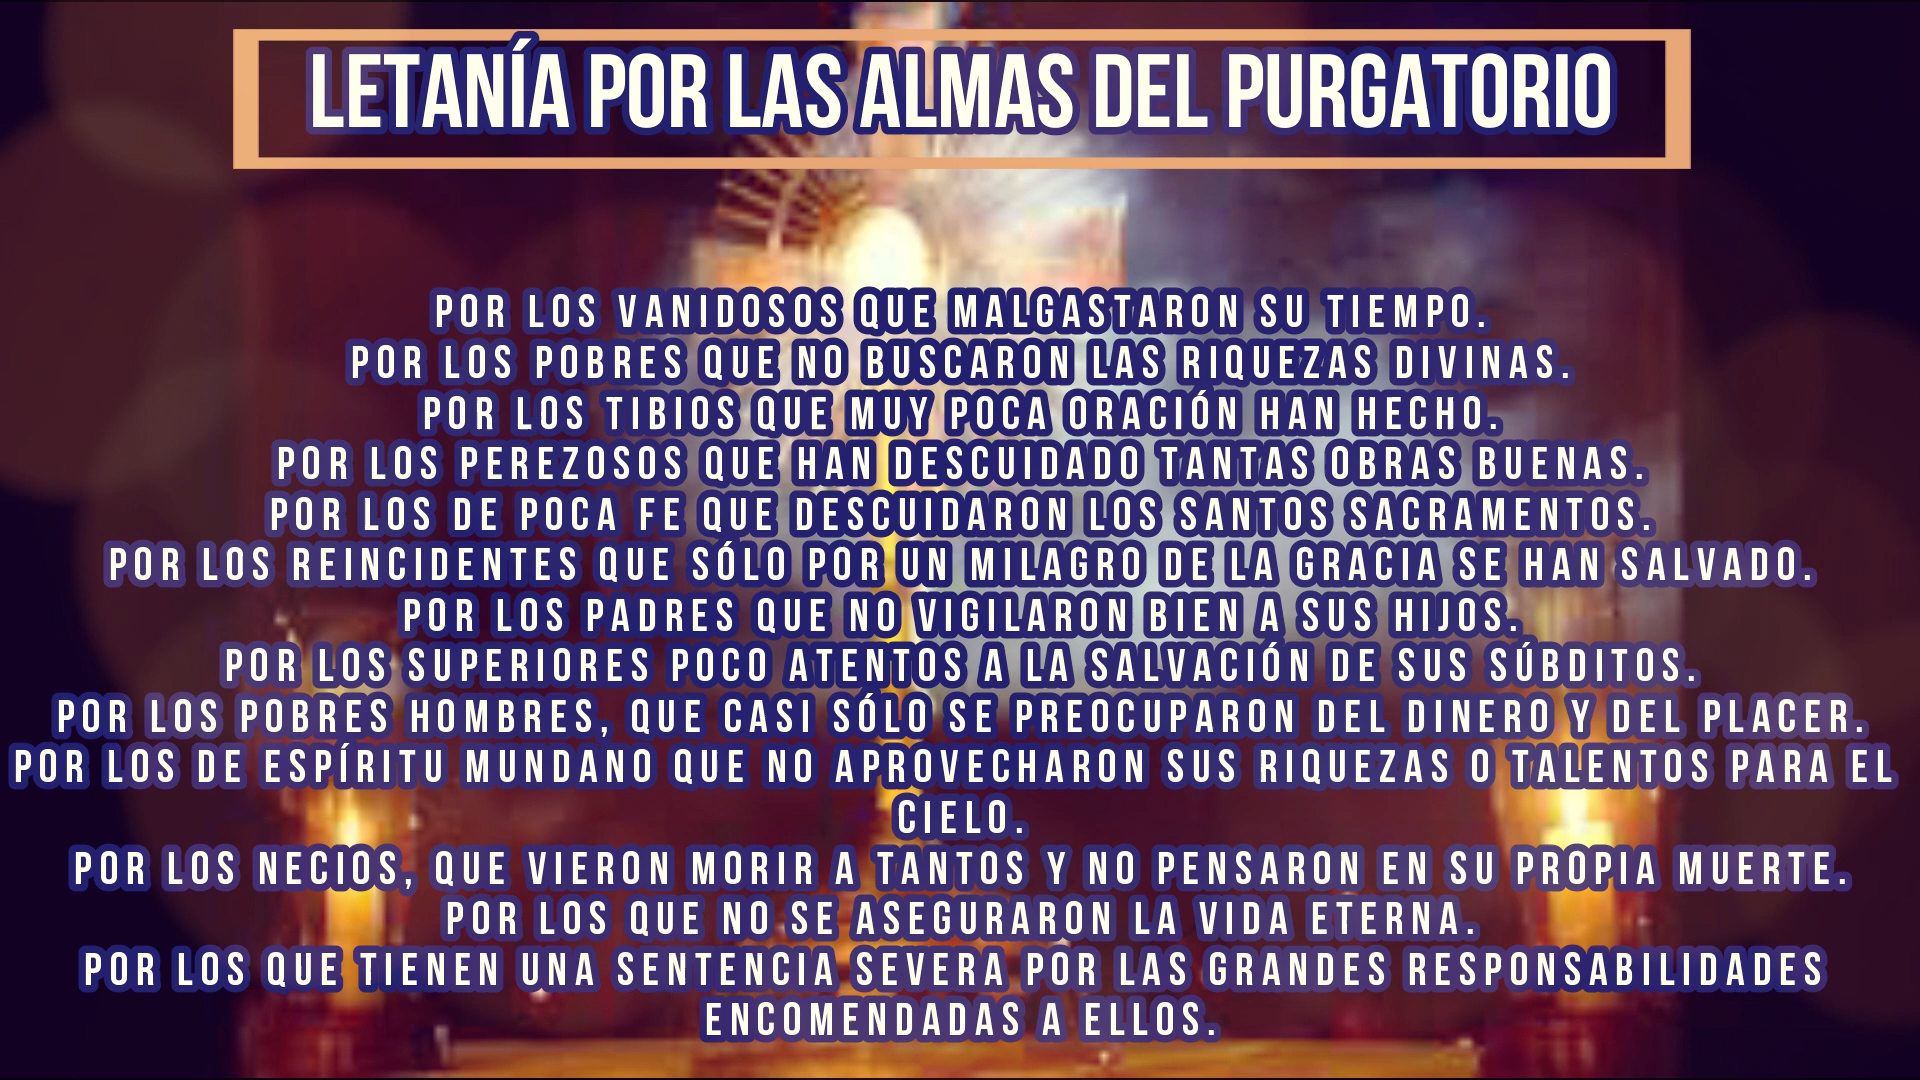 LETANÍA POR LAS ALMAS DEL PURGATORIO
POR LOS VANIDOSOS QUE MALGASTARON SU TIEMPO.
POR LOS POBRES QUE NO BUSCARON LAS RIQUEZAS DIVINAS.
POR LOS TIBIOS QUE MUY POCA ORACIÓN HAN HECHO.
POR LOS PEREZOSOS QUE HAN DESCUIDADO TANTAS OBRAS BUENAS.
POR LOS DE POCA FE QUE DESCUIDARON LOS SANTOS SACRAMENTOS.
POR LOS REINCIDENTES QUE SÓLO POR UN MILAGRO DE LA GRACIA SE HAN SALVADO.
POR LOS PADRES QUE NO VIGILARON BIEN A SUS HIJOS.
POR LOS SUPERIORES POCO ATENTOS A LA SALVACIÓN DE SUS SÚBDITOS.
POR LOS POBRES HOMBRES, QUE CASI SÓLO SE PREOCUPARON DEL DINERO Y DEL PLACER.
POR LOS DE ESPÍRITU MUNDANO QUE NO APROVECHARON SUS RIQUEZAS O TALENTOS PARA EL
CIELO.
POR LOS NECIOS, QUE VIERON MORIR A TANTOS Y NO PENSARON EN SU PROPIA MUERTE.
POR LOS QUE NO SE ASEGURARON LA VIDA ETERNA.
POR LOS QUE TIENEN UNA SENTENCIA SEVERA POR LAS GRANDES RESPONSABILIDADES
ENCOMENDADAS A ELLOS.